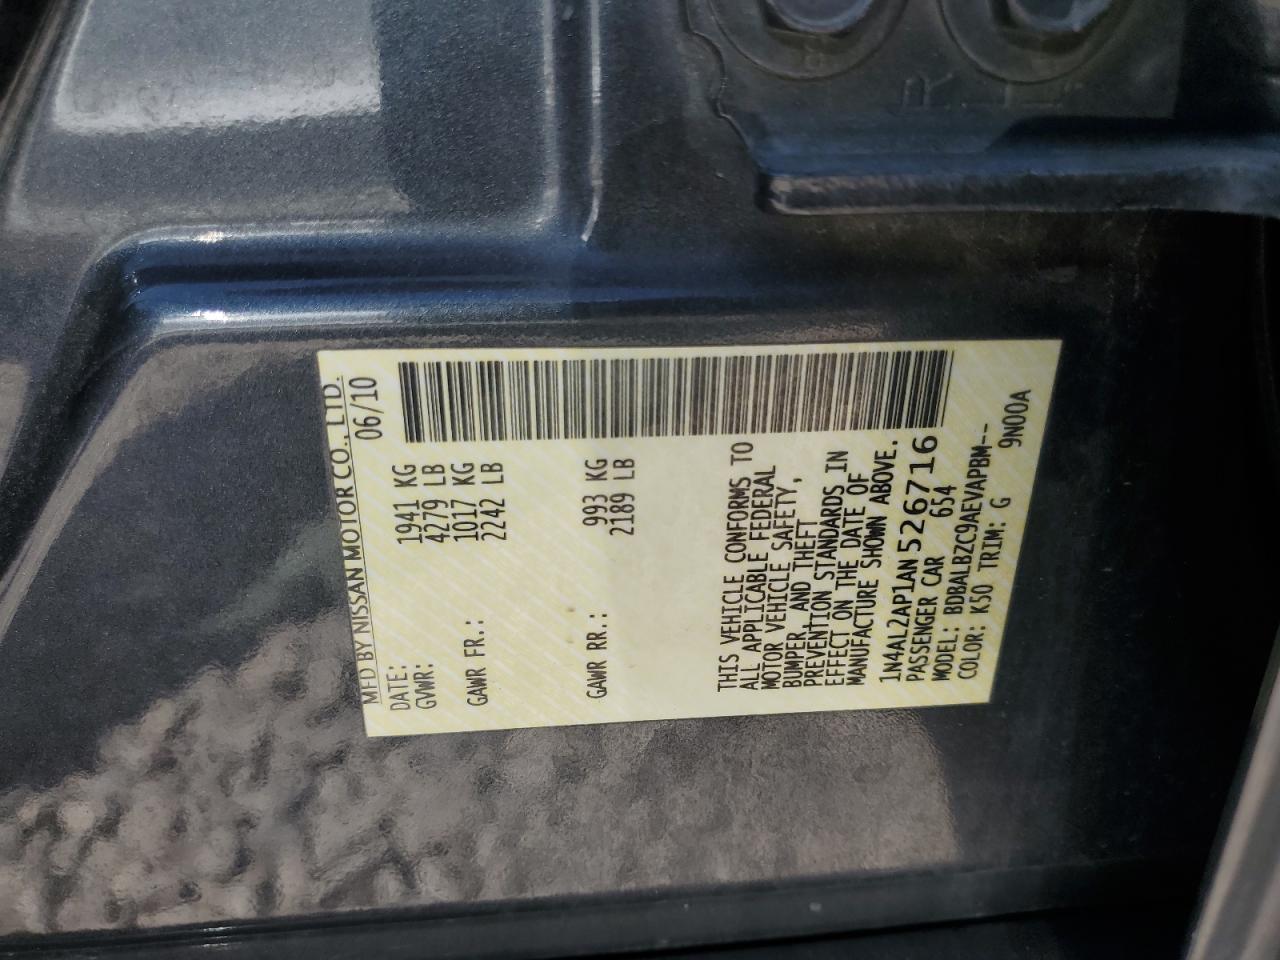 MFD BY NISSAN MOTOR CO., LTD.
DATE: 06/10
GVWR: 1941 KG
4279 LB
GAWR FR.: 1017 KG
2242 LB
GAWR RR.: 993 KG
2189 LB
THIS VEHICLE CONFORMS TO
ALL APPLICABLE FEDERAL
MOTOR VEHICLE SAFETY,
BUMPER, AND THEFT
PREVENTION STANDARDS IN
EFFECT ON THE DATE OF
MANUFACTURE SHOWN ABOVE.
1N4AL2AP1AN526716
PASSENGER CAR 654
MODEL: BDBALBZC9AEVAPBM--
COLOR: K50 TRIM: G 9N00A